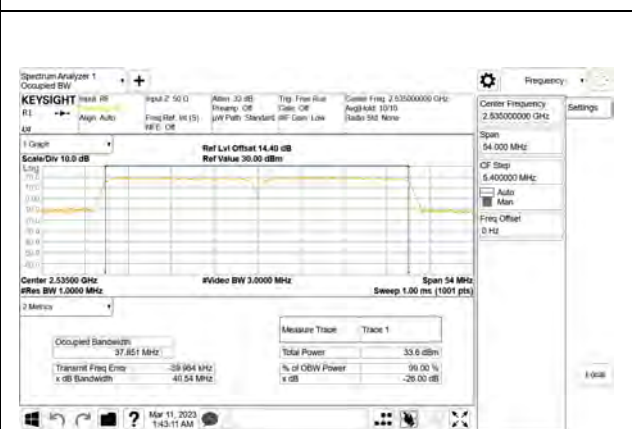 Spectrum Analyzer 1
Occupied BW
+
Frequency
KEYSIGHT Input: RF
Input Z: 50 Ω
Atten: 32 dB
Trig: Free Run
Center Freq: 2.535000000 GHz
Align: Auto
Preamp: Off
Gate: Off
Avg|Hold: 10/10
Freq Ref: Int (S)
µW Path: Standard
#IF Gain: Low
Radio Std: None
NFE: Off
1 Graph
Scale/Div 10.0 dB
Ref Lvl Offset 14.40 dB
Ref Value 30.00 dBm
Log
Center 2.53500 GHz
#Res BW 1.0000 MHz
#Video BW 3.0000 MHz
Span 54 MHz
Sweep 1.00 ms (1001 pts)
2 Metrics
Measure Trace Trace 1
Occupied Bandwidth
37.851 MHz
Total Power 33.6 dBm
Transmit Freq Error -39.964 kHz
% of OBW Power 99.00 %
x dB Bandwidth 40.54 MHz
x dB -26.00 dB
Center Frequency
2.535000000 GHz
Settings
Span
54.000 MHz
CF Step
5.400000 MHz
Auto
Man
Freq Offset
0 Hz
Local
?
Mar 11, 2023
1:43:11 AM